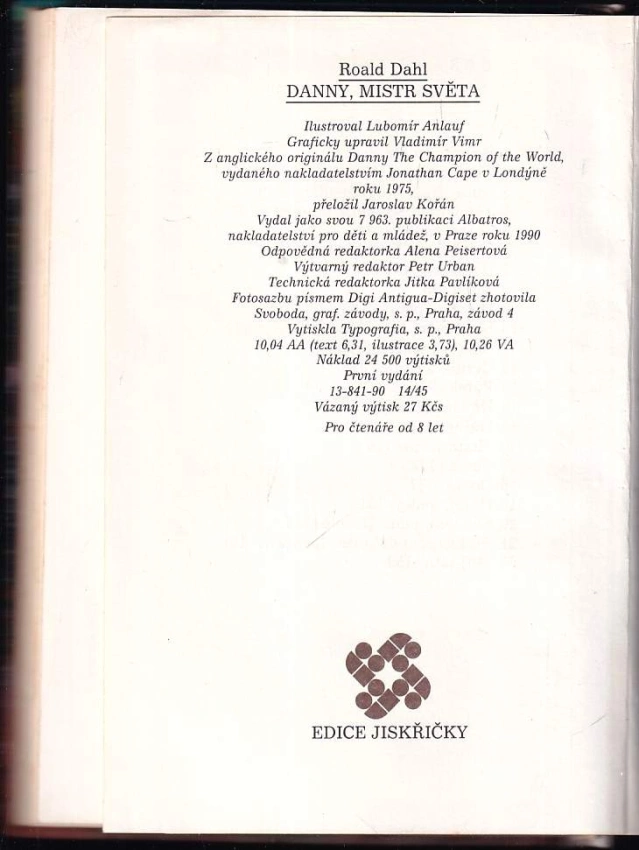 Roald Dahl
DANNY, MISTR SVĚTA
Ilustroval Lubomír Anlauf
Graficky upravil Vladimír Vimr
Z anglického originálu Danny The Champion of the World,
vydaného nakladatelstvím Jonathan Cape v Londýně
roku 1975,
přeložil Jaroslav Kořán
Vydal jako svou 7 963. publikaci Albatros,
nakladatelství pro děti a mládež, v Praze roku 1990
Odpovědná redaktorka Alena Peisertová
Výtvarný redaktor Petr Urban
Technická redaktorka Jitka Pavlíková
Fotosazbu písmem Digi Antigua-Digiset zhotovila
Svoboda, graf. závody, s. p., Praha, závod 4
Vytiskla Typografia, s. p., Praha
10,04 AA (text 6,31, ilustrace 3,73), 10,26 VA
Náklad 24 500 výtisků
První vydání
13-841-90 14/45
Vázaný výtisk 27 Kčs
Pro čtenáře od 8 let
EDICE JISKŘIČKY